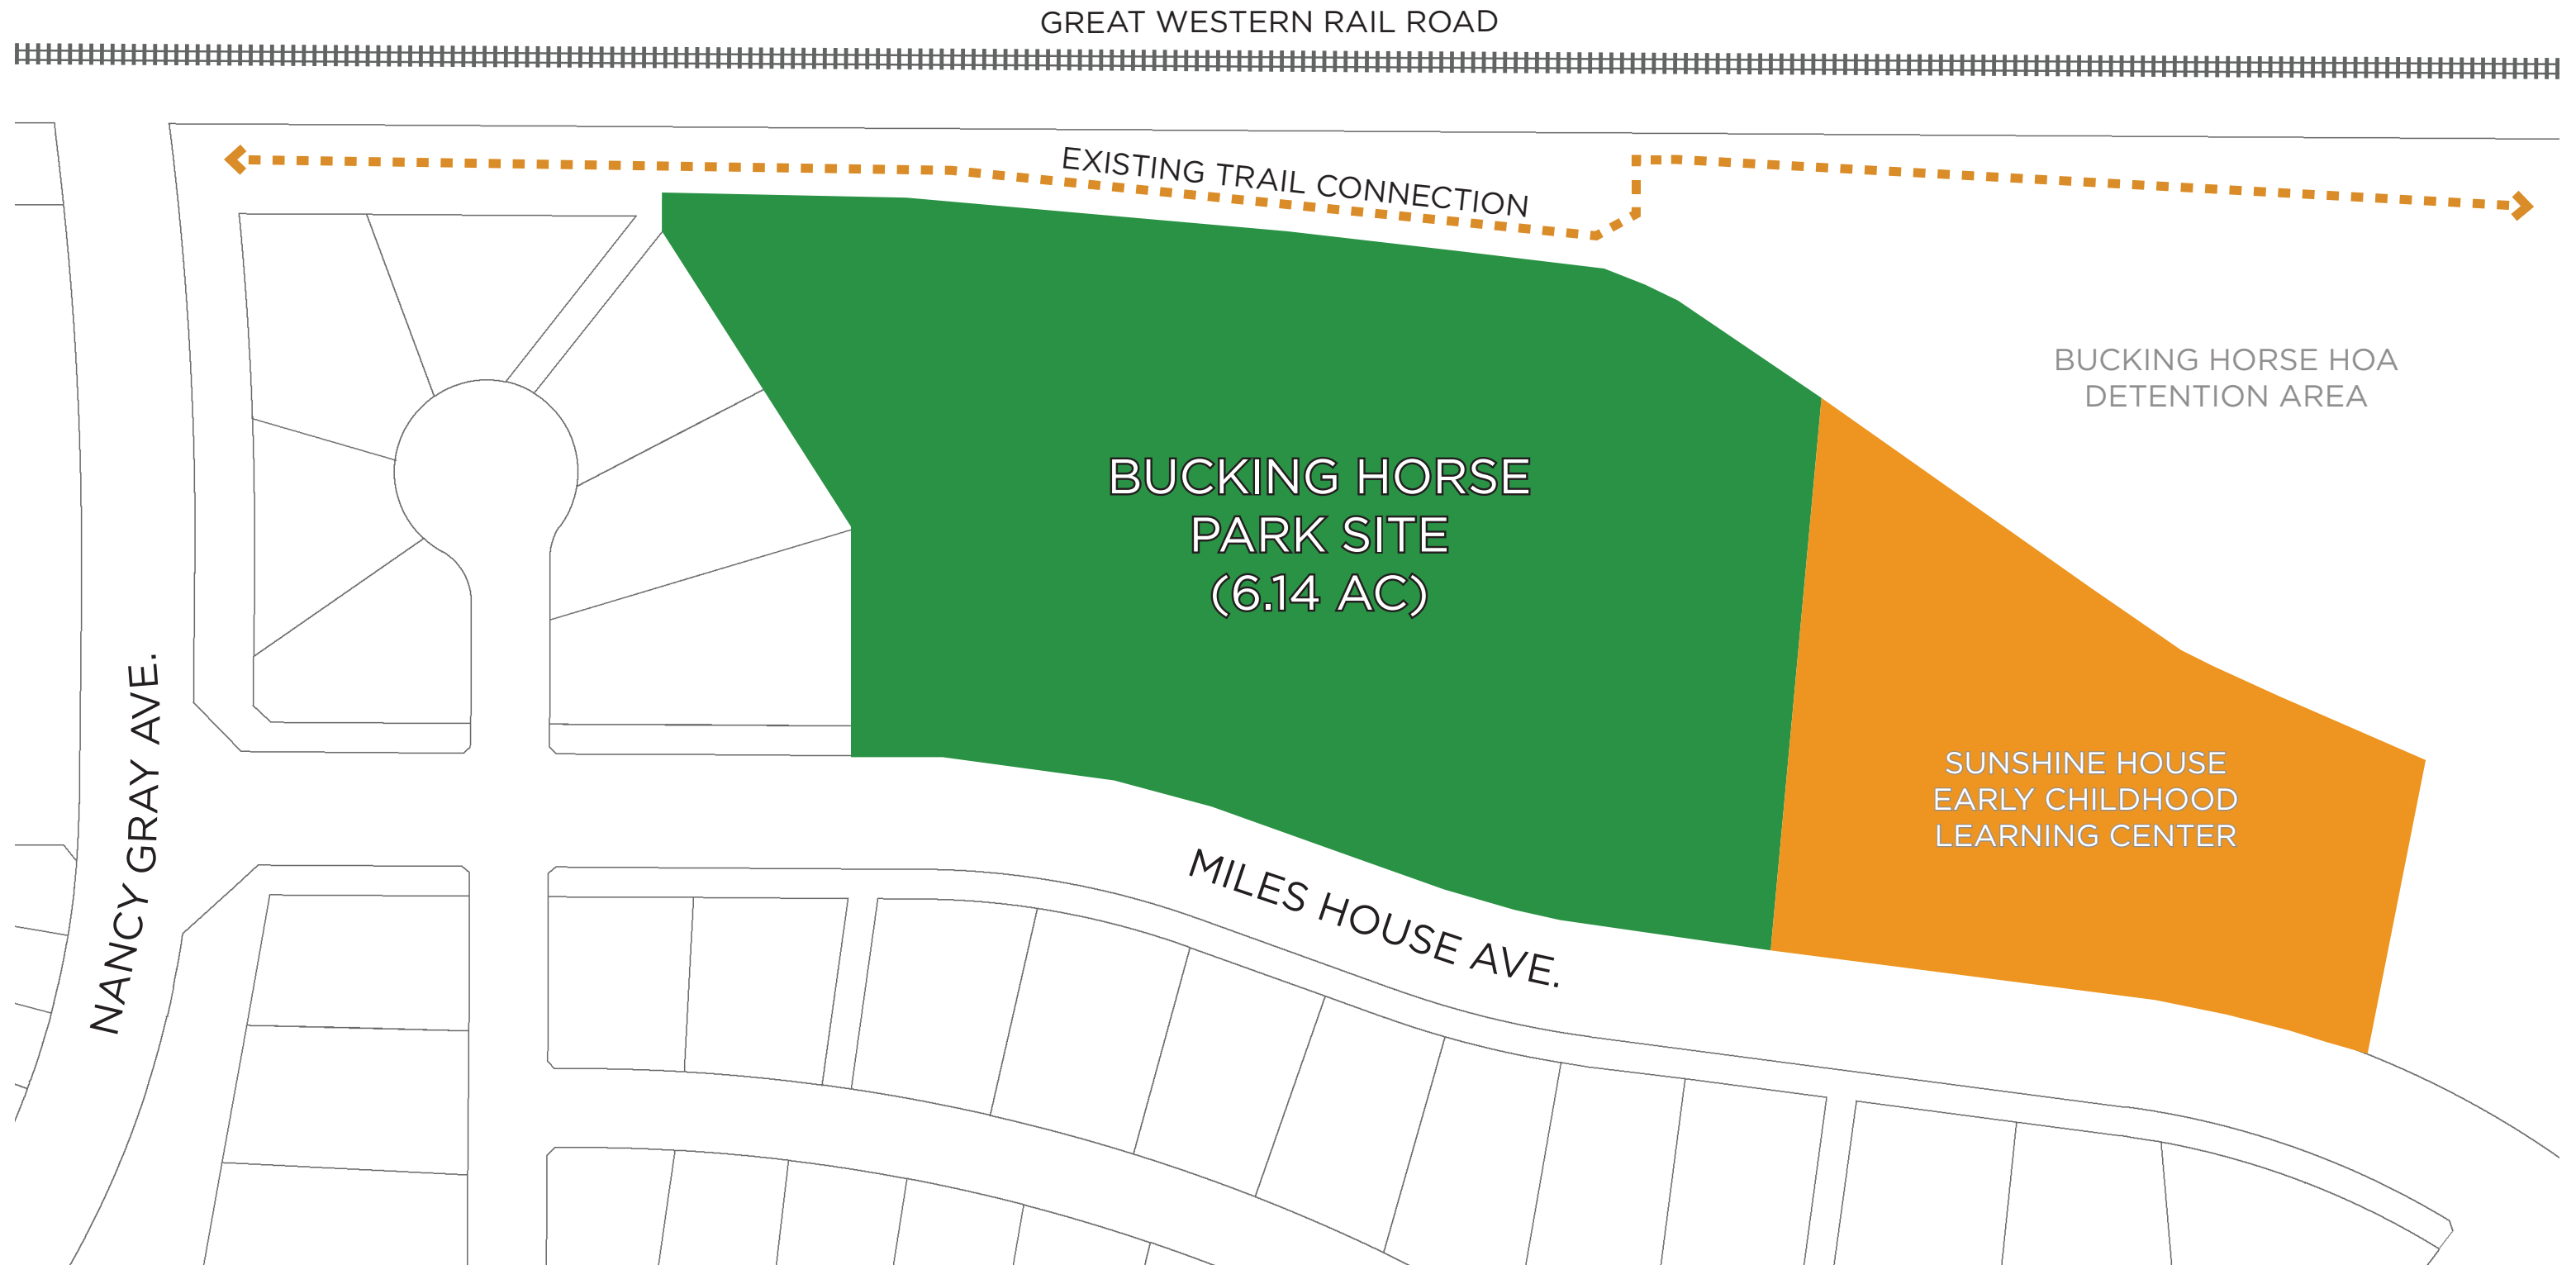 GREAT WESTERN RAIL ROAD
EXISTING TRAIL CONNECTION
BUCKING HORSE HOA
DETENTION AREA
BUCKING HORSE
PARK SITE
(6.14 AC)
SUNSHINE HOUSE
EARLY CHILDHOOD
LEARNING CENTER
NANCY GRAY AVE.
MILES HOUSE AVE.